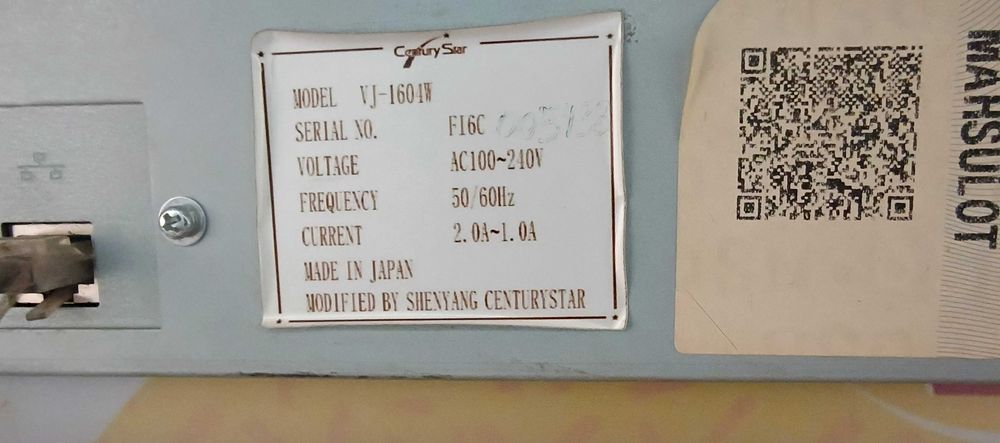 Century Star
MODEL VJ-1604W
SERIAL NO. F16C
VOLTAGE AC100~240V
FREQUENCY 50/60Hz
CURRENT 2.0A~1.0A
MADE IN JAPAN
MODIFIED BY SHENYANG CENTURYSTAR
MAHSULOT